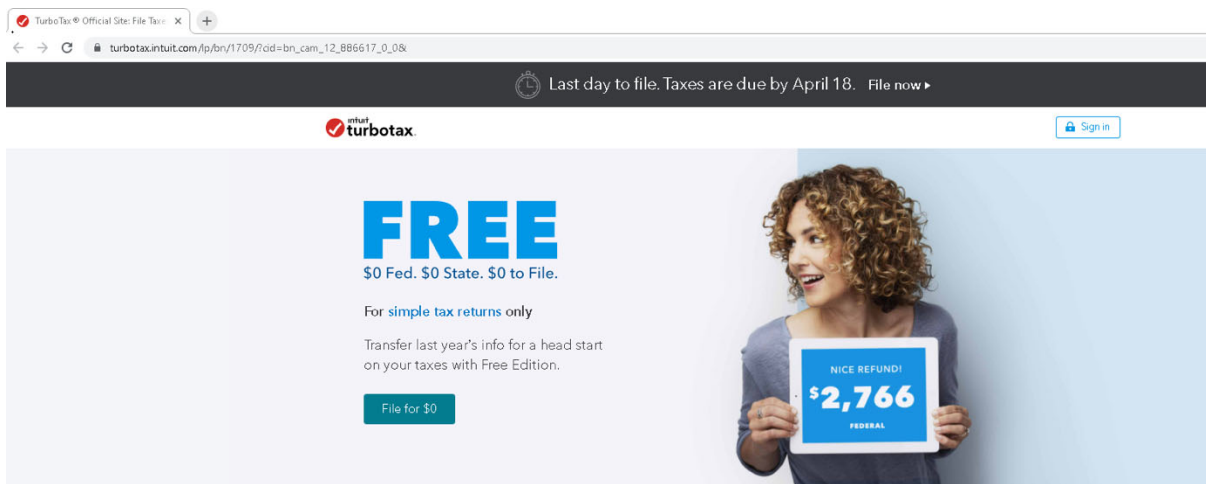 TurboTax® Official Site: File Taxe
turbotax.intuit.com/lp/bn/1709/?cid=bn_cam_12_886617_0_0&
Last day to file. Taxes are due by April 18. File now
intuit
turbotax.
Sign in
FREE
$0 Fed. $0 State. $0 to File.
For simple tax returns only
Transfer last year's info for a head start
on your taxes with Free Edition.
File for $0
NICE REFUND!
$2,766
FEDERAL